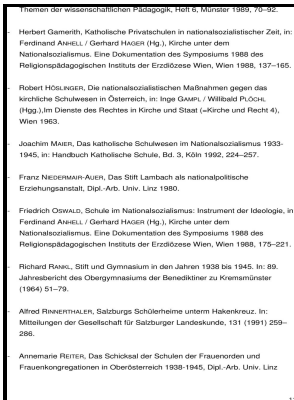 Themen der wissenschaftlichen Pädagogik, Heft 6, Münster 1989, 70–92.
- Herbert Gamerith, Katholische Privatschulen in nationalsozialistischer Zeit, in:
Ferdinand ANHELL / Gerhard HAGER (Hg.), Kirche unter dem
Nationalsozialismus. Eine Dokumentation des Symposiums 1988 des
Religionspädagogischen Instituts der Erzdiözese Wien, Wien 1988, 137–165.
- Robert HÖSLINGER, Die nationalsozialistischen Maßnahmen gegen das
kirchliche Schulwesen in Österreich, in: Inge GAMPL / Willibald PLÖCHL
(Hgg.),Im Dienste des Rechtes in Kirche und Staat (=Kirche und Recht 4),
Wien 1963.
- Joachim MAIER, Das katholische Schulwesen im Nationalsozialismus 1933-
1945, in: Handbuch Katholische Schule, Bd. 3, Köln 1992, 224–257.
- Franz NIEDERMAIR-AUER, Das Stift Lambach als nationalpolitische
Erziehungsanstalt, Dipl.-Arb. Univ. Linz 1980.
- Friedrich OSWALD, Schule im Nationalsozialismus: Instrument der Ideologie, in
Ferdinand ANHELL / Gerhard HAGER (Hg.), Kirche unter dem
Nationalsozialismus. Eine Dokumentation des Symposiums 1988 des
Religionspädagogischen Instituts der Erzdiözese Wien, Wien 1988, 175–221.
- Richard RANKL, Stift und Gymnasium in den Jahren 1938 bis 1945. In: 89.
Jahresbericht des Obergymnasiums der Benediktiner zu Kremsmünster
(1964) 51–79.
- Alfred RINNERTHALER, Salzburgs Schülerheime unterm Hakenkreuz. In:
Mitteilungen der Gesellschaft für Salzburger Landeskunde, 131 (1991) 259–
286.
- Annemarie REITER, Das Schicksal der Schulen der Frauenorden und
Frauenkongregationen in Oberösterreich 1938-1945, Dipl.-Arb. Univ. Linz